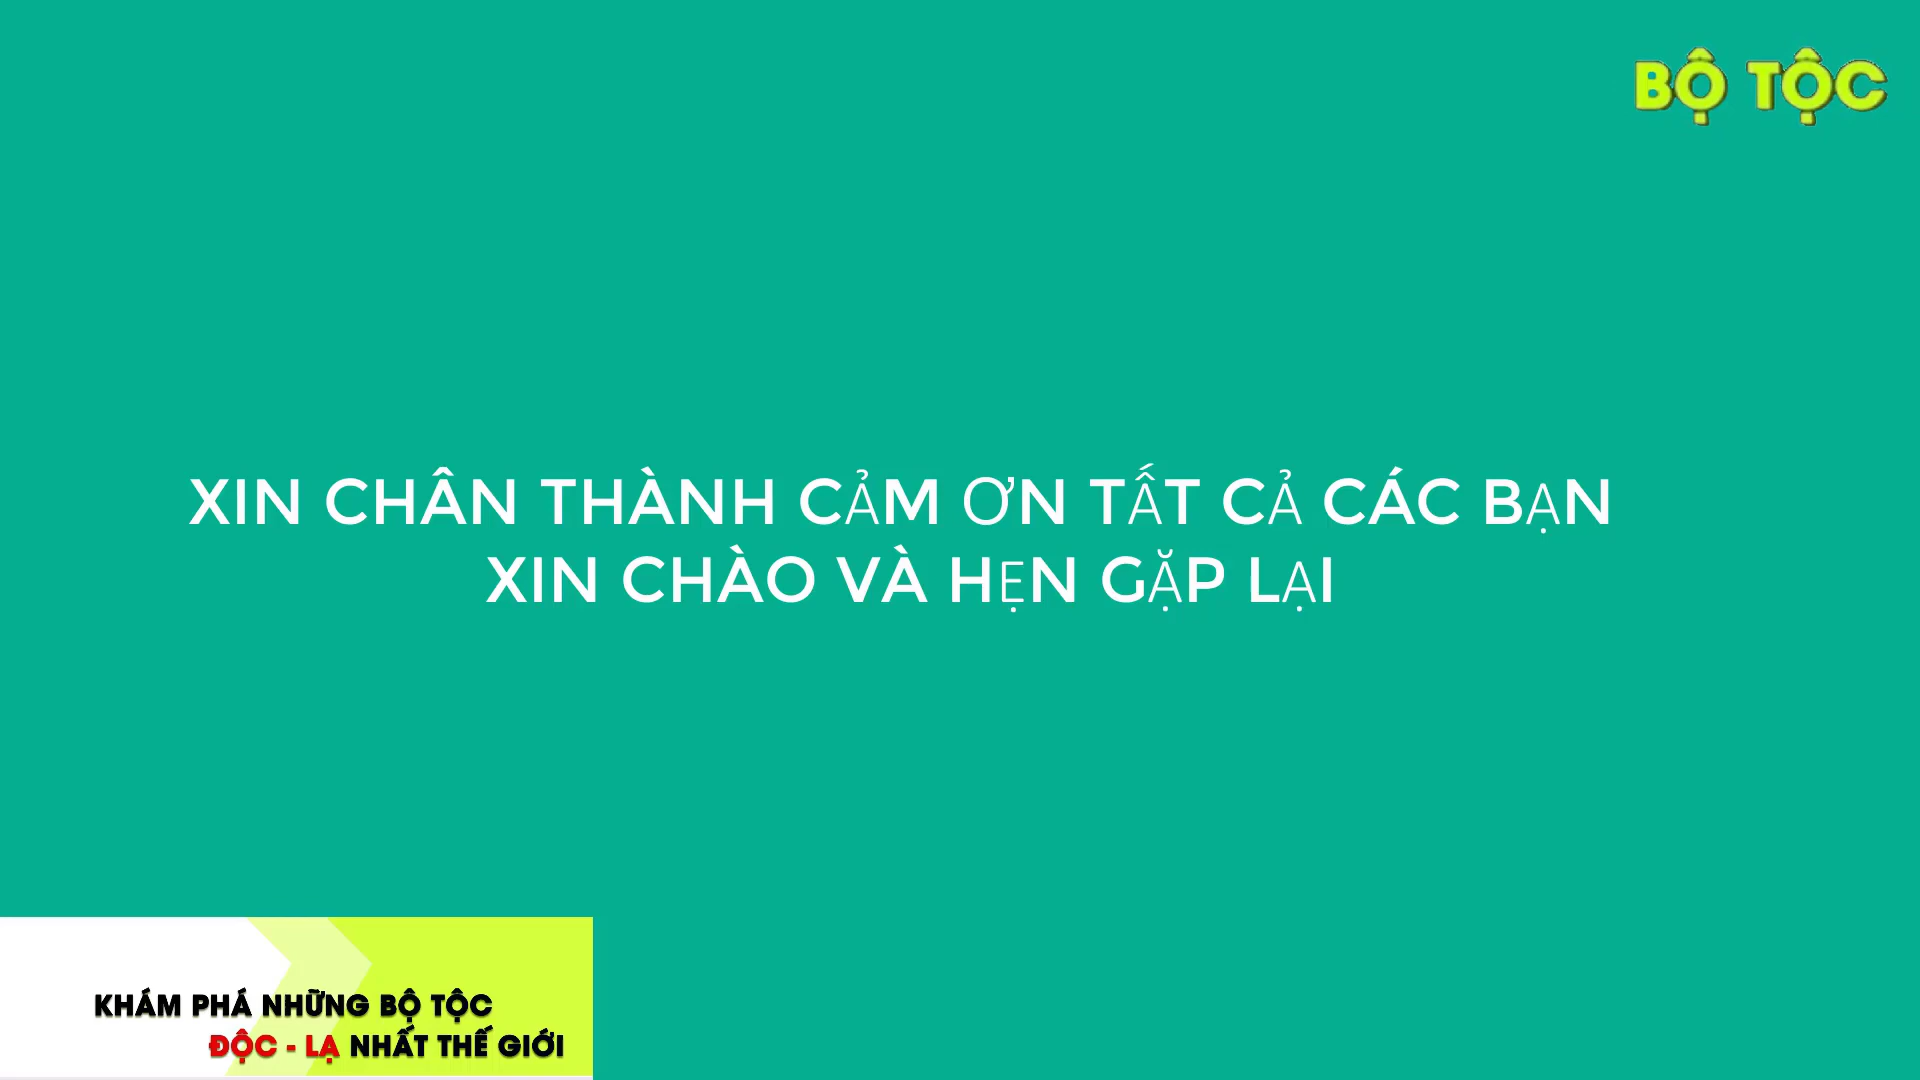 BỘ TỘC
XIN CHÂN THÀNH CẢM ƠN TẤT CẢ CÁC BẠN
XIN CHÀO VÀ HẸN GẶP LẠI
KHÁM PHÁ NHỮNG BỘ TỘC
ĐỘC - LẠ NHẤT THẾ GIỚI